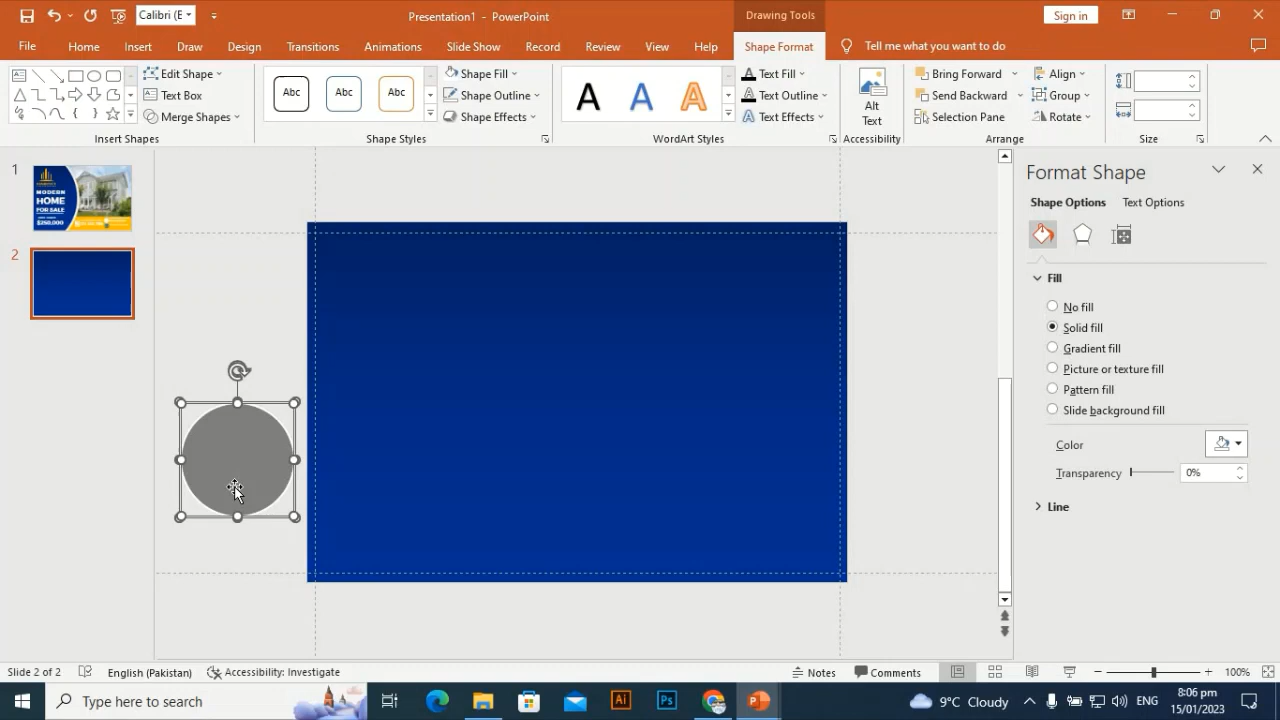 Calibri (E
Presentation1 - PowerPoint
Drawing Tools
Sign in
File
Home
Insert
Draw
Design
Transitions
Animations
Slide Show
Record
Review
View
Help
Shape Format
Tell me what you want to do
Edit Shape
Text Box
Merge Shapes
Insert Shapes
Abc
Abc
Abc
Shape Fill
Shape Outline
Shape Effects
Shape Styles
A
A
A
Text Fill
Text Outline
Text Effects
WordArt Styles
Alt
Text
Accessibility
Bring Forward
Send Backward
Selection Pane
Align
Group
Rotate
Arrange
Size
1
MODERN
HOME
FOR SALE
$250,000
2
Format Shape
Shape Options
Text Options
Fill
No fill
Solid fill
Gradient fill
Picture or texture fill
Pattern fill
Slide background fill
Color
Transparency
0%
Line
Slide 2 of 2
English (Pakistan)
Accessibility: Investigate
Notes
Comments
100%
Type here to search
Ai
Ps
9°C Cloudy
ENG
8:06 pm
15/01/2023